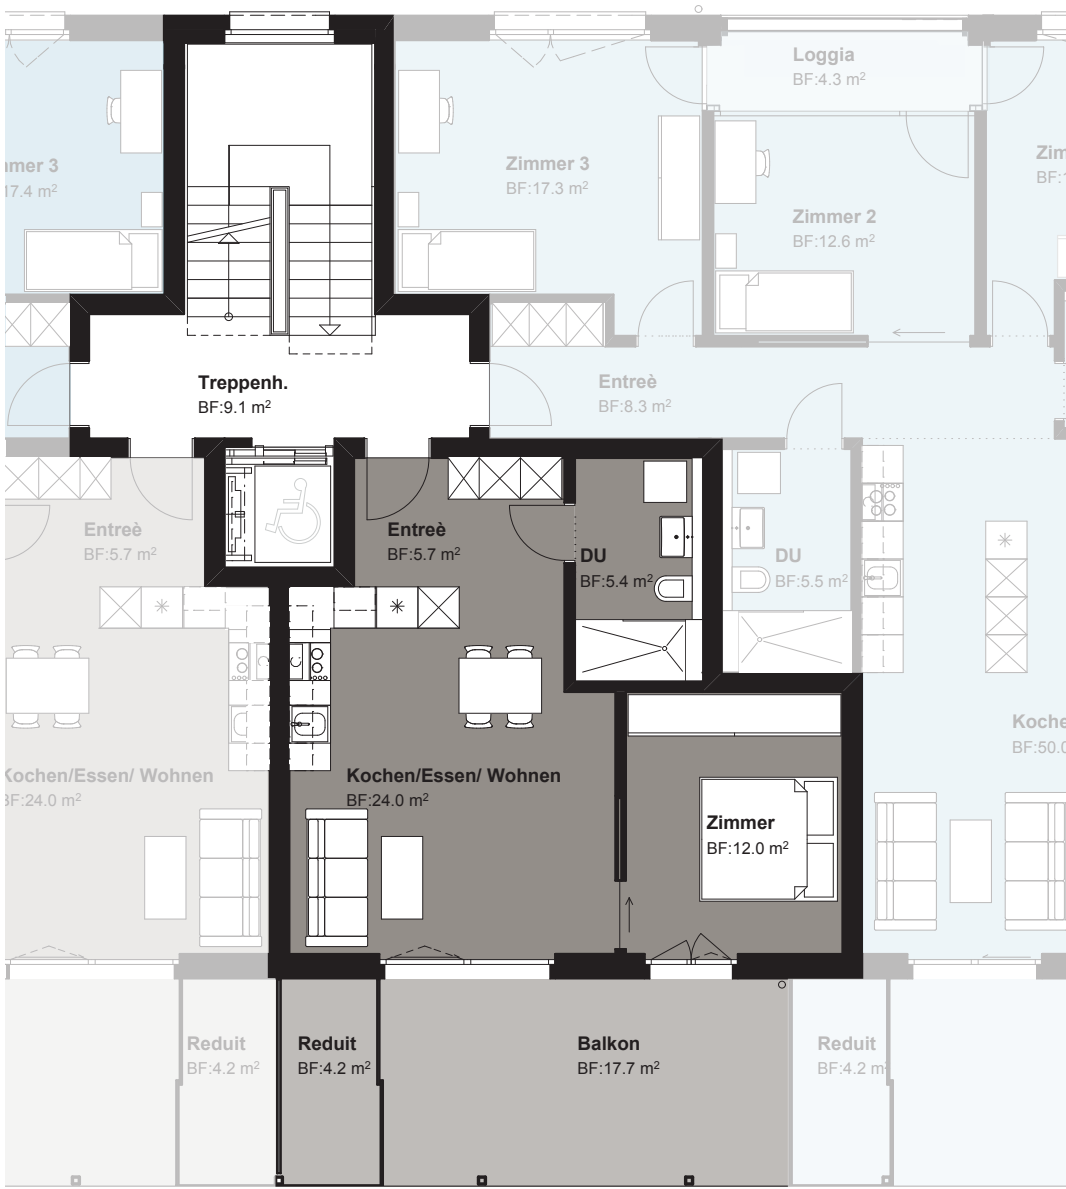 Loggia
BF:4.3 m²
mmer 3
17.4 m²
Zimmer 3
BF:17.3 m²
Zimmer 2
BF:12.6 m²
Zim
BF:
Treppenh.
BF:9.1 m²
Entreè
BF:8.3 m²
Entreè
BF:5.7 m²
Entreè
BF:5.7 m²
DU
BF:5.4 m²
DU
BF:5.5 m²
Kochen/Essen/ Wohnen
BF:24.0 m²
Kochen/Essen/ Wohnen
BF:24.0 m²
Zimmer
BF:12.0 m²
Koche
BF:50.0
Reduit
BF:4.2 m²
Reduit
BF:4.2 m²
Balkon
BF:17.7 m²
Reduit
BF:4.2 m²